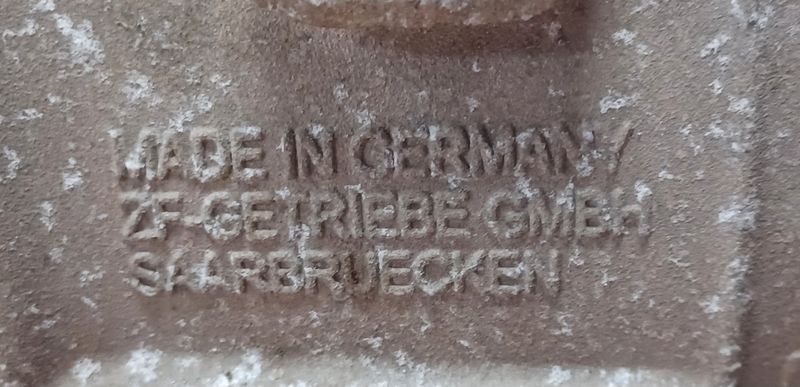 MADE IN GERMANY
ZF-GETRIEBE GMBH
SAARBRUECKEN